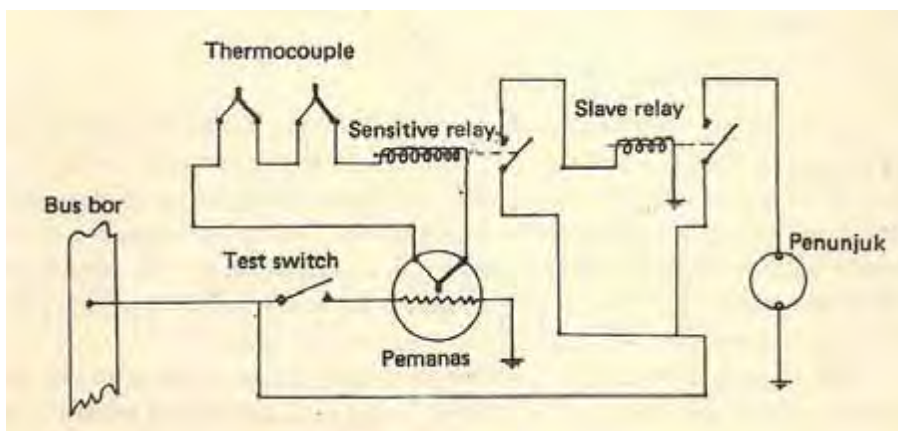 Thermocouple
Sensitive relay
Slave relay
Bus bor
Test switch
Penunjuk
Pemanas